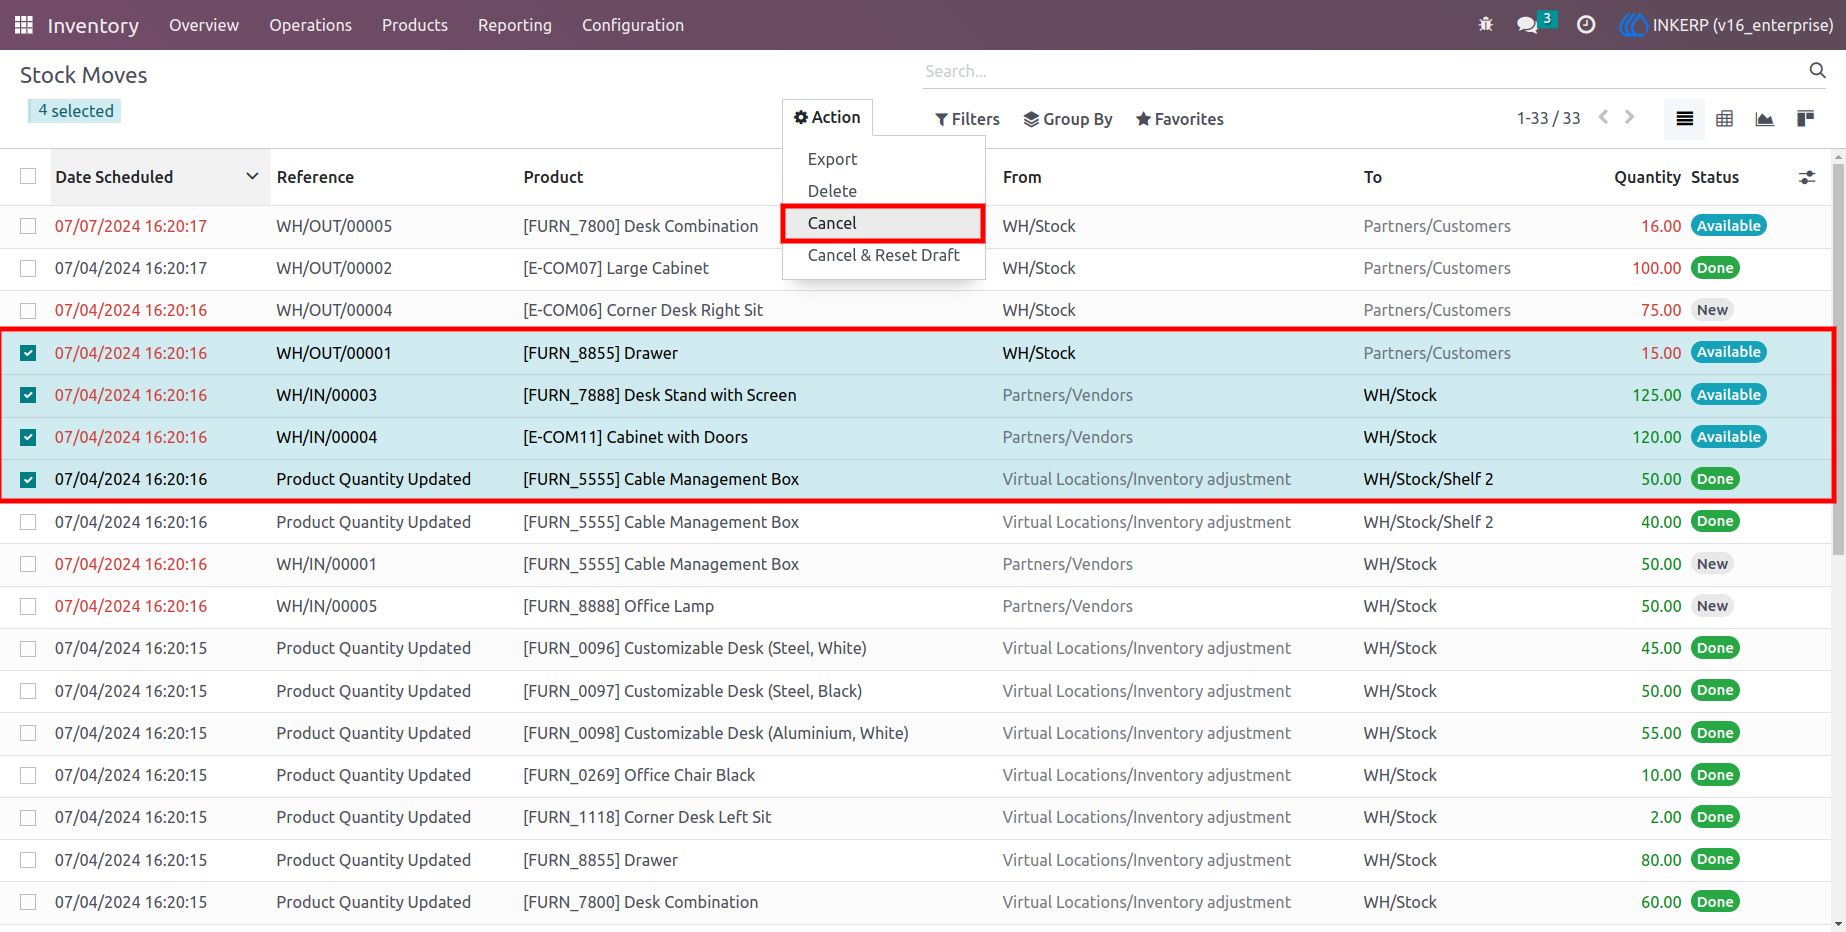 Inventory Overview Operations Products Reporting Configuration 3 INKERP (v16_enterprise)
Stock Moves Search...
4 selected Action Filters Group By Favorites 1-33 / 33
Export
Delete
Cancel
Cancel & Reset Draft
Date Scheduled Reference Product From To Quantity Status
07/07/2024 16:20:17 WH/OUT/00005 [FURN_7800] Desk Combination WH/Stock Partners/Customers 16.00 Available
07/04/2024 16:20:17 WH/OUT/00002 [E-COM07] Large Cabinet WH/Stock Partners/Customers 100.00 Done
07/04/2024 16:20:16 WH/OUT/00004 [E-COM06] Corner Desk Right Sit WH/Stock Partners/Customers 75.00 New
07/04/2024 16:20:16 WH/OUT/00001 [FURN_8855] Drawer WH/Stock Partners/Customers 15.00 Available
07/04/2024 16:20:16 WH/IN/00003 [FURN_7888] Desk Stand with Screen Partners/Vendors WH/Stock 125.00 Available
07/04/2024 16:20:16 WH/IN/00004 [E-COM11] Cabinet with Doors Partners/Vendors WH/Stock 120.00 Available
07/04/2024 16:20:16 Product Quantity Updated [FURN_5555] Cable Management Box Virtual Locations/Inventory adjustment WH/Stock/Shelf 2 50.00 Done
07/04/2024 16:20:16 Product Quantity Updated [FURN_5555] Cable Management Box Virtual Locations/Inventory adjustment WH/Stock/Shelf 2 40.00 Done
07/04/2024 16:20:16 WH/IN/00001 [FURN_5555] Cable Management Box Partners/Vendors WH/Stock 50.00 New
07/04/2024 16:20:16 WH/IN/00005 [FURN_8888] Office Lamp Partners/Vendors WH/Stock 50.00 New
07/04/2024 16:20:15 Product Quantity Updated [FURN_0096] Customizable Desk (Steel, White) Virtual Locations/Inventory adjustment WH/Stock 45.00 Done
07/04/2024 16:20:15 Product Quantity Updated [FURN_0097] Customizable Desk (Steel, Black) Virtual Locations/Inventory adjustment WH/Stock 50.00 Done
07/04/2024 16:20:15 Product Quantity Updated [FURN_0098] Customizable Desk (Aluminium, White) Virtual Locations/Inventory adjustment WH/Stock 55.00 Done
07/04/2024 16:20:15 Product Quantity Updated [FURN_0269] Office Chair Black Virtual Locations/Inventory adjustment WH/Stock 10.00 Done
07/04/2024 16:20:15 Product Quantity Updated [FURN_1118] Corner Desk Left Sit Virtual Locations/Inventory adjustment WH/Stock 2.00 Done
07/04/2024 16:20:15 Product Quantity Updated [FURN_8855] Drawer Virtual Locations/Inventory adjustment WH/Stock 80.00 Done
07/04/2024 16:20:15 Product Quantity Updated [FURN_7800] Desk Combination Virtual Locations/Inventory adjustment WH/Stock 60.00 Done